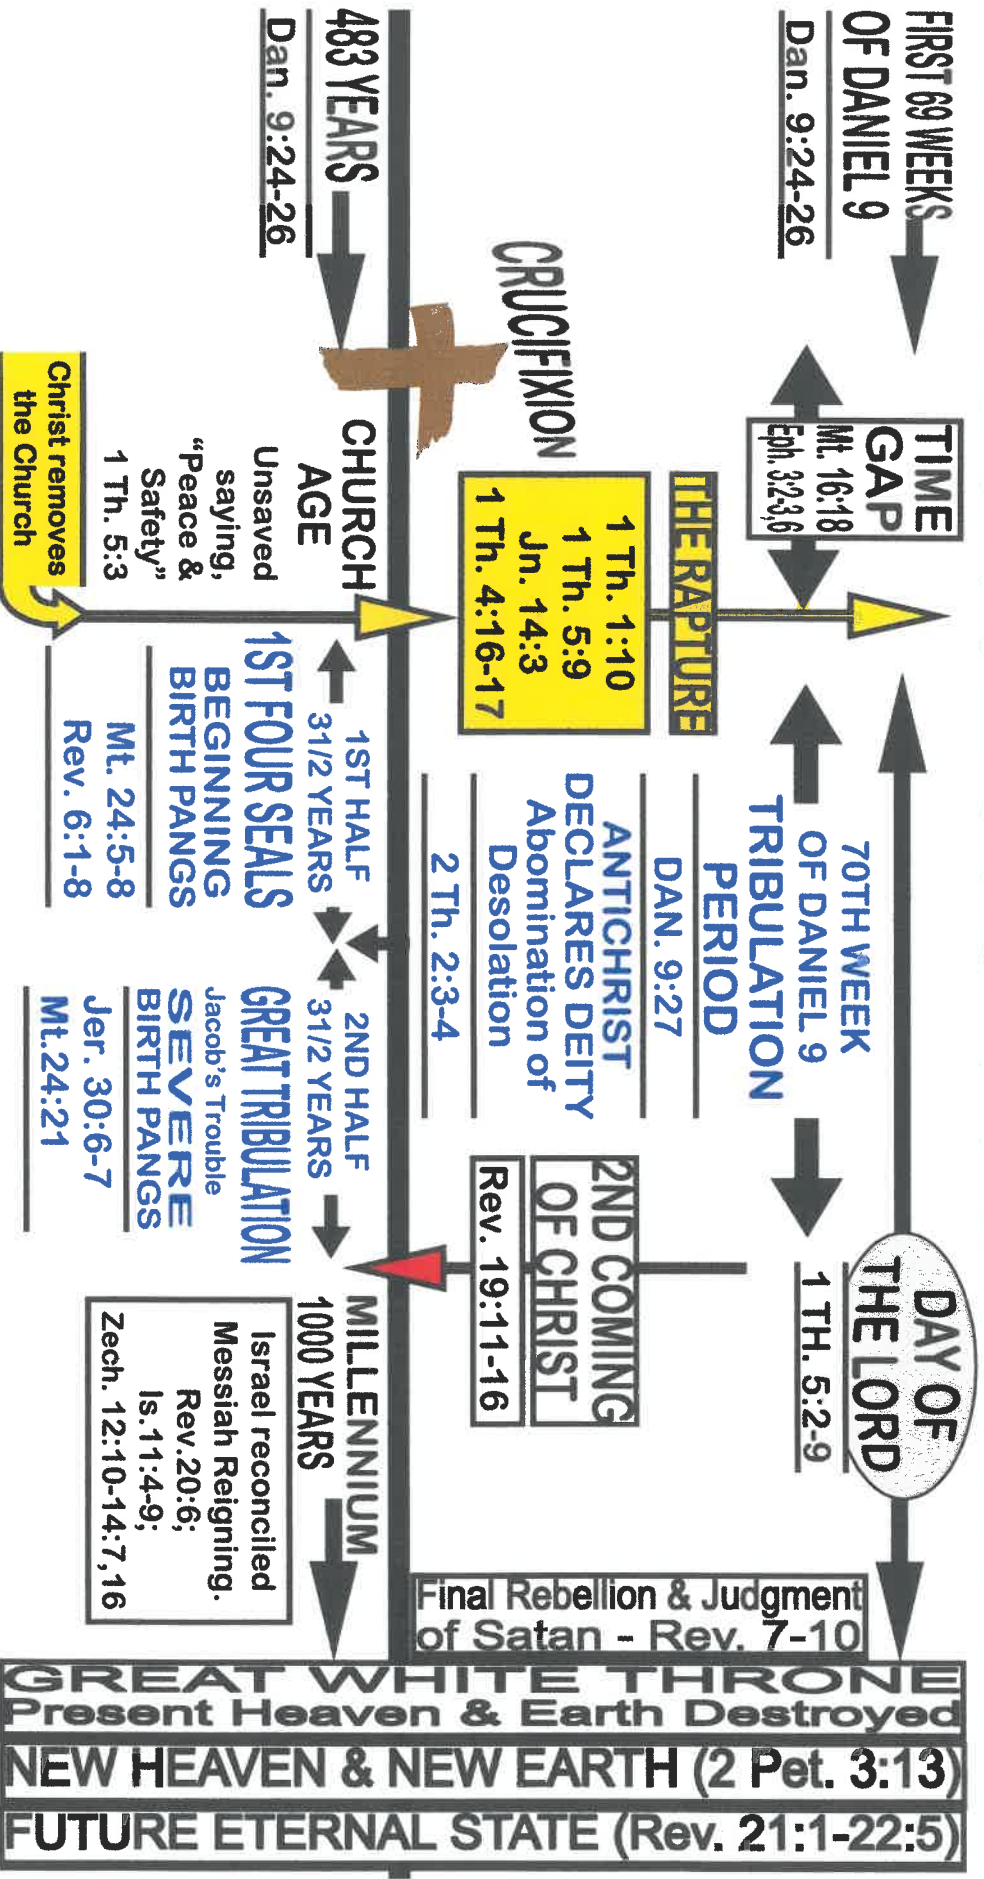 FIRST 69 WEEKS
OF DANIEL 9
Dan. 9:24-26
TIME
GAP
Mt. 16:18
Eph. 3:2-3,6
70TH WEEK
OF DANIEL 9
TRIBULATION
PERIOD
DAN. 9:27
DAY OF
THE LORD
1 TH. 5:2-9
THE RAPTURE
1 Th. 1:10
1 Th. 5:9
Jn. 14:3
1 Th. 4:16-17
ANTICHRIST
DECLARES DEITY
Abomination of
Desolation
2 Th. 2:3-4
2ND COMING
OF CHRIST
Rev. 19:11-16
CRUCIFIXION
Final Rebellion & Judgment
of Satan - Rev. 7-10
483 YEARS
Dan. 9:24-26
CHURCH
AGE
Unsaved
saying,
“Peace &
Safety”
1 Th. 5:3
Christ removes
the Church
1ST HALF
31/2 YEARS
1ST FOUR SEALS
BEGINNING
BIRTH PANGS
Mt. 24:5-8
Rev. 6:1-8
2ND HALF
31/2 YEARS
GREAT TRIBULATION
Jacob's Trouble
SEVERE
BIRTH PANGS
Jer. 30:6-7
Mt.24:21
MILLENNIUM
1000 YEARS
Israel reconciled
Messiah Reigning.
Rev.20:6;
Is.11:4-9;
Zech. 12:10-14:7,16
GREAT WHITE THRONE
Present Heaven & Earth Destroyed
NEW HEAVEN & NEW EARTH (2 Pet. 3:13)
FUTURE ETERNAL STATE (Rev. 21:1-22:5)